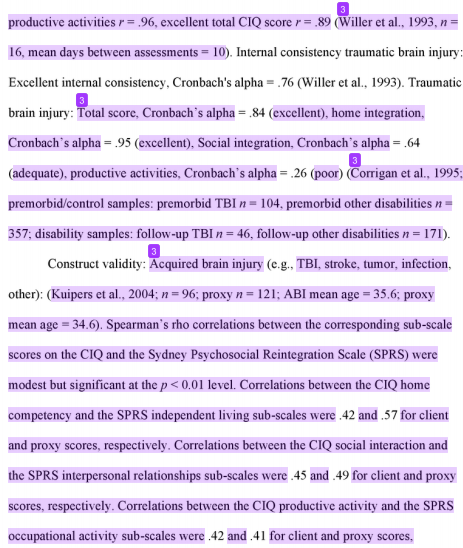 productive activities r = .96, excellent total CIQ score r = .89 (Willer et al., 1993, n =
3
16, mean days between assessments = 10). Internal consistency traumatic brain injury:
Excellent internal consistency, Cronbach's alpha = .76 (Willer et al., 1993). Traumatic
3
brain injury: Total score, Cronbach's alpha = .84 (excellent), home integration,
Cronbach's alpha = .95 (excellent), Social integration, Cronbach's alpha = .64
3
(adequate), productive activities, Cronbach's alpha = .26 (poor) (Corrigan et al., 1995;
premorbid/control samples: premorbid TBI n = 104, premorbid other disabilities n =
357; disability samples: follow-up TBI n = 46, follow-up other disabilities n = 171).
3
Construct validity: Acquired brain injury (e.g., TBI, stroke, tumor, infection,
other): (Kuipers et al., 2004; n = 96; proxy n = 121; ABI mean age = 35.6; proxy
mean age = 34.6). Spearman's rho correlations between the corresponding sub-scale
scores on the CIQ and the Sydney Psychosocial Reintegration Scale (SPRS) were
modest but significant at the p < 0.01 level. Correlations between the CIQ home
competency and the SPRS independent living sub-scales were .42 and .57 for client
and proxy scores, respectively. Correlations between the CIQ social interaction and
the SPRS interpersonal relationships sub-scales were .45 and .49 for client and proxy
scores, respectively. Correlations between the CIQ productive activity and the SPRS
occupational activity sub-scales were .42 and .41 for client and proxy scores,